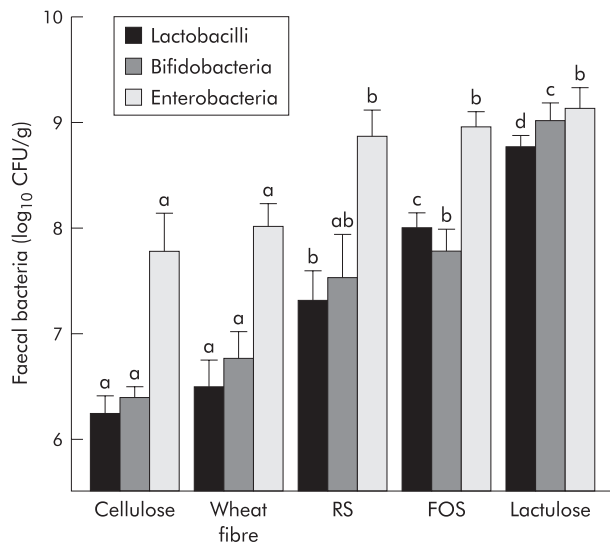 10
9
8
7
6
Faecal bacteria (log10 CFU/g)
Lactobacilli
Bifidobacteria
Enterobacteria
a
a
a
a
a
a
b
ab
b
c
b
b
d
c
b
Cellulose
Wheat
fibre
RS
FOS
Lactulose